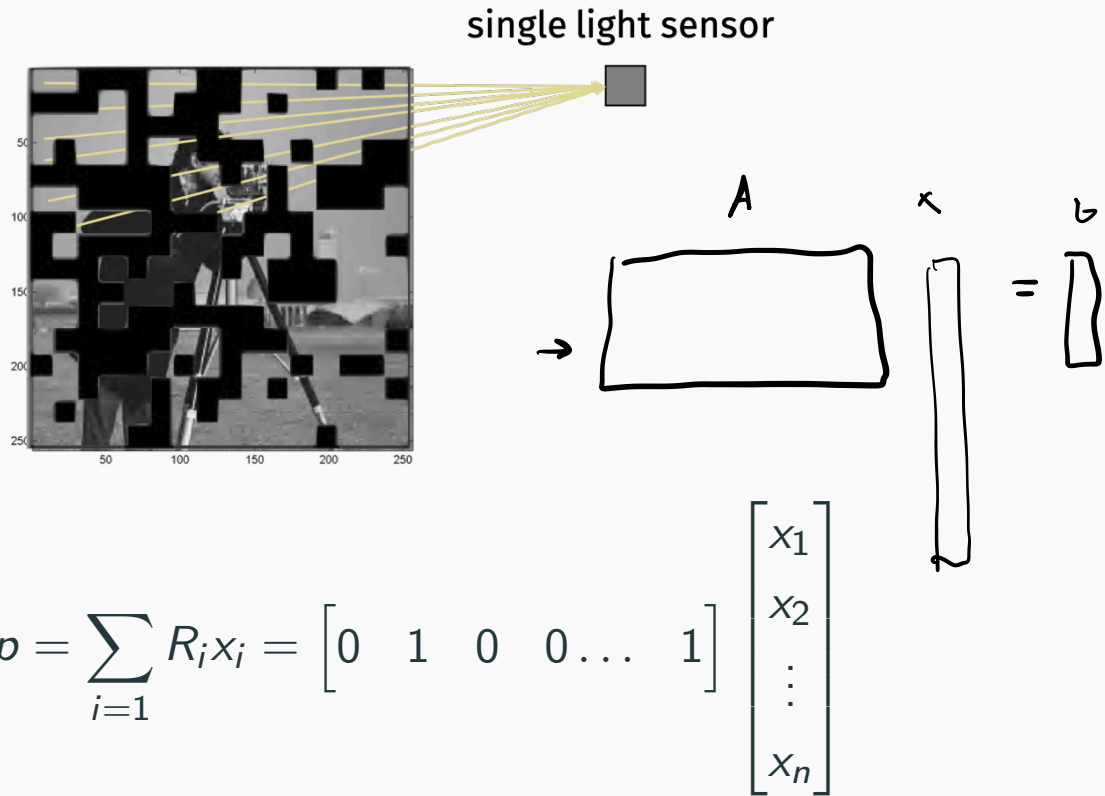 single light sensor
50
100
150
200
250
50 100 150 200 250
A x b
=
→
p = ∑ R_i x_i = [0 1 0 0 ... 1]
i=1
x_1
x_2
⋮
x_n